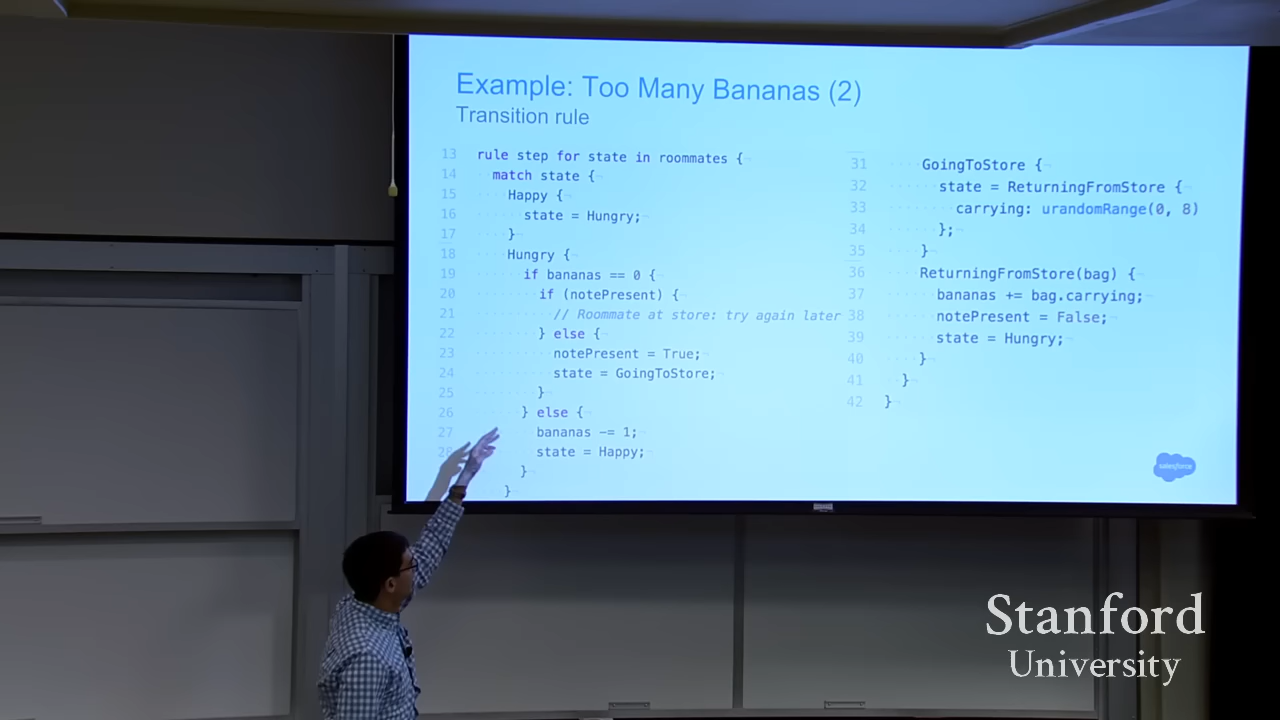 Example: Too Many Bananas (2)
Transition rule
13 rule step for state in roommates {
14 match state {
15 Happy {
16 state = Hungry;
17 }
18 Hungry {
19 if bananas == 0 {
20 if (notePresent) {
21 // Roommate at store: try again later
22 } else {
23 notePresent = True;
24 state = GoingToStore;
25 }
26 } else {
27 bananas -= 1;
28 state = Happy;
}
}
31 GoingToStore {
32 state = ReturningFromStore {
33 carrying: urandomRange(0, 8)
34 };
35 }
36 ReturningFromStore(bag) {
37 bananas += bag.carrying;
38 notePresent = False;
39 state = Hungry;
40 }
41 }
42 }
salesforce
Stanford
University